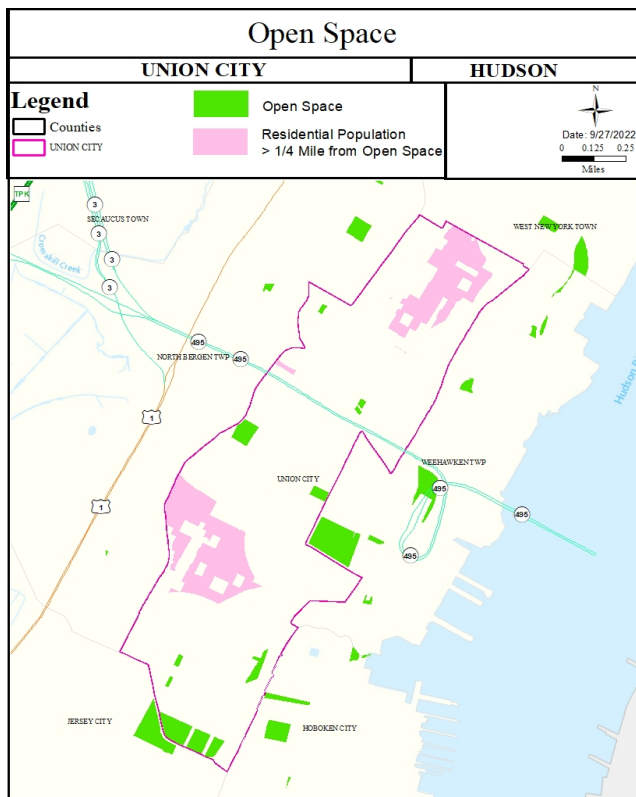 Open Space
UNION CITY
HUDSON
Legend
Counties
UNION CITY
Open Space
Residential Population
> 1/4 Mile from Open Space
N
Date: 9/27/2022
0 0.125 0.25
Miles
TPK
3
SECAUCUS TOWN
3
3
3
Cromakill Creek
WEST NEW YORK TOWN
495
NORTH BERGEN TWP
495
Hudson
1
WEEHAWKEN TWP
UNION CITY
495
1
495
495
JERSEY CITY
HOBOKEN CITY